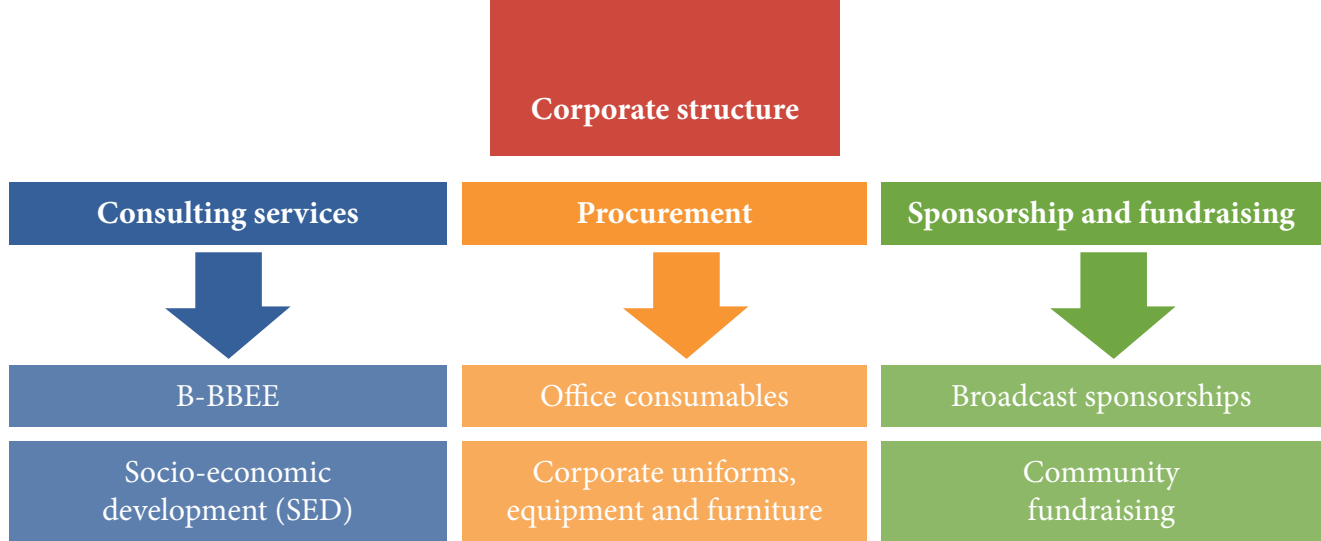 Corporate structure
Consulting services
Procurement
Sponsorship and fundraising
B-BBEE
Office consumables
Broadcast sponsorships
Socio-economic
development (SED)
Corporate uniforms,
equipment and furniture
Community
fundraising